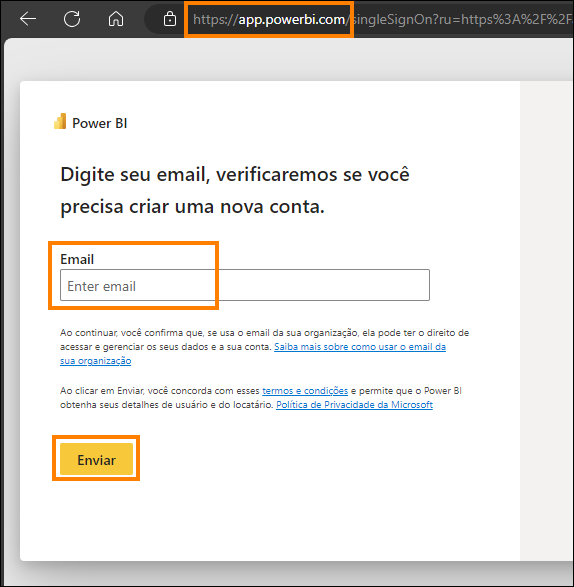 https://app.powerbi.com/singleSignOn?ru=https%3A%2F%2F
Power BI
Digite seu email, verificaremos se você
precisa criar uma nova conta.
Email
Enter email
Ao continuar, você confirma que, se usa o email da sua organização, ela pode ter o direito de
acessar e gerenciar os seus dados e a sua conta. Saiba mais sobre como usar o email da
sua organização
Ao clicar em Enviar, você concorda com esses termos e condições e permite que o Power BI
obtenha seus detalhes de usuário e do locatário. Política de Privacidade da Microsoft
Enviar